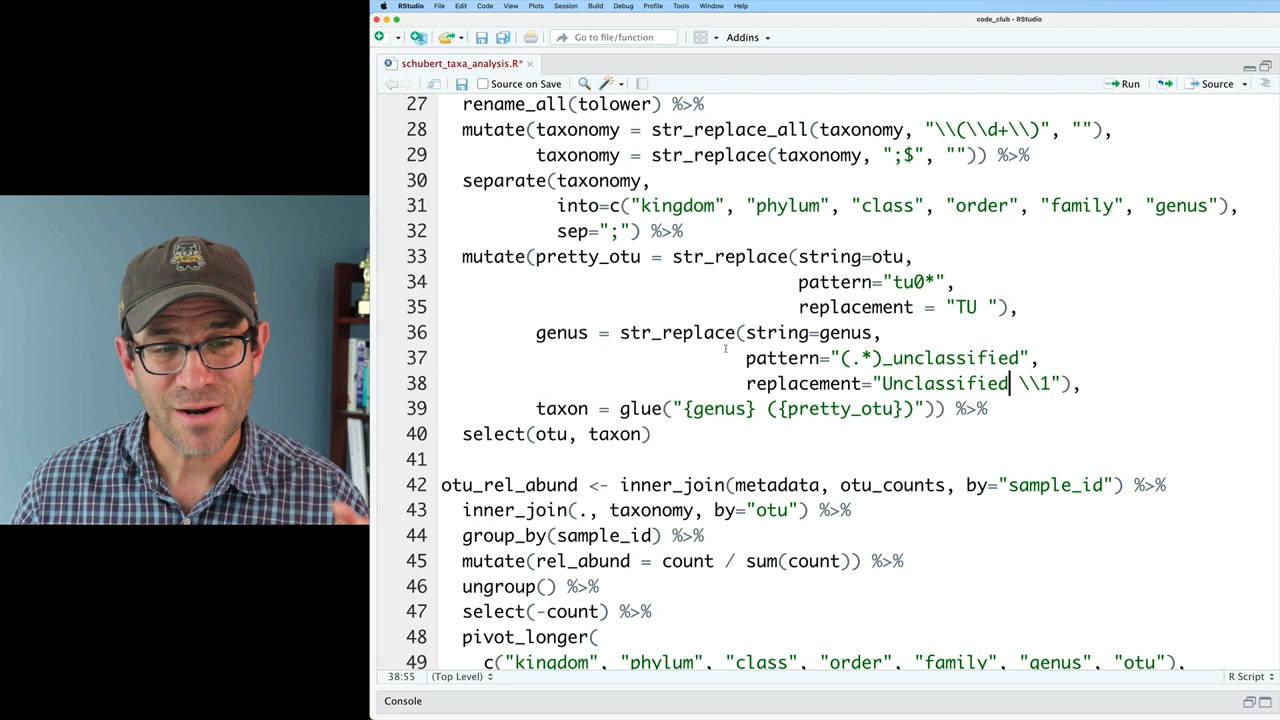 RStudio File Edit Code View Plots Session Build Debug Profile Tools Window Help
code_club - RStudio
Go to file/function Addins
schubert_taxa_analysis.R*
Source on Save Run Source
27 rename_all(tolower) %>%
28 mutate(taxonomy = str_replace_all(taxonomy, "\\(\\d+\\)", ""),
29 taxonomy = str_replace(taxonomy, ";$", "")) %>%
30 separate(taxonomy,
31 into=c("kingdom", "phylum", "class", "order", "family", "genus"),
32 sep=";") %>%
33 mutate(pretty_otu = str_replace(string=otu,
34 pattern="tu0*",
35 replacement = "TU "),
36 genus = str_replace(string=genus,
37 pattern="(.*)_unclassified",
38 replacement="Unclassified \\1"),
39 taxon = glue("{genus} ({pretty_otu})")) %>%
40 select(otu, taxon)
41
42 otu_rel_abund <- inner_join(metadata, otu_counts, by="sample_id") %>%
43 inner_join(., taxonomy, by="otu") %>%
44 group_by(sample_id) %>%
45 mutate(rel_abund = count / sum(count)) %>%
46 ungroup() %>%
47 select(-count) %>%
48 pivot_longer(
49 c("kingdom", "phylum", "class", "order", "family", "genus", "otu"),
38:55 (Top Level) R Script
Console